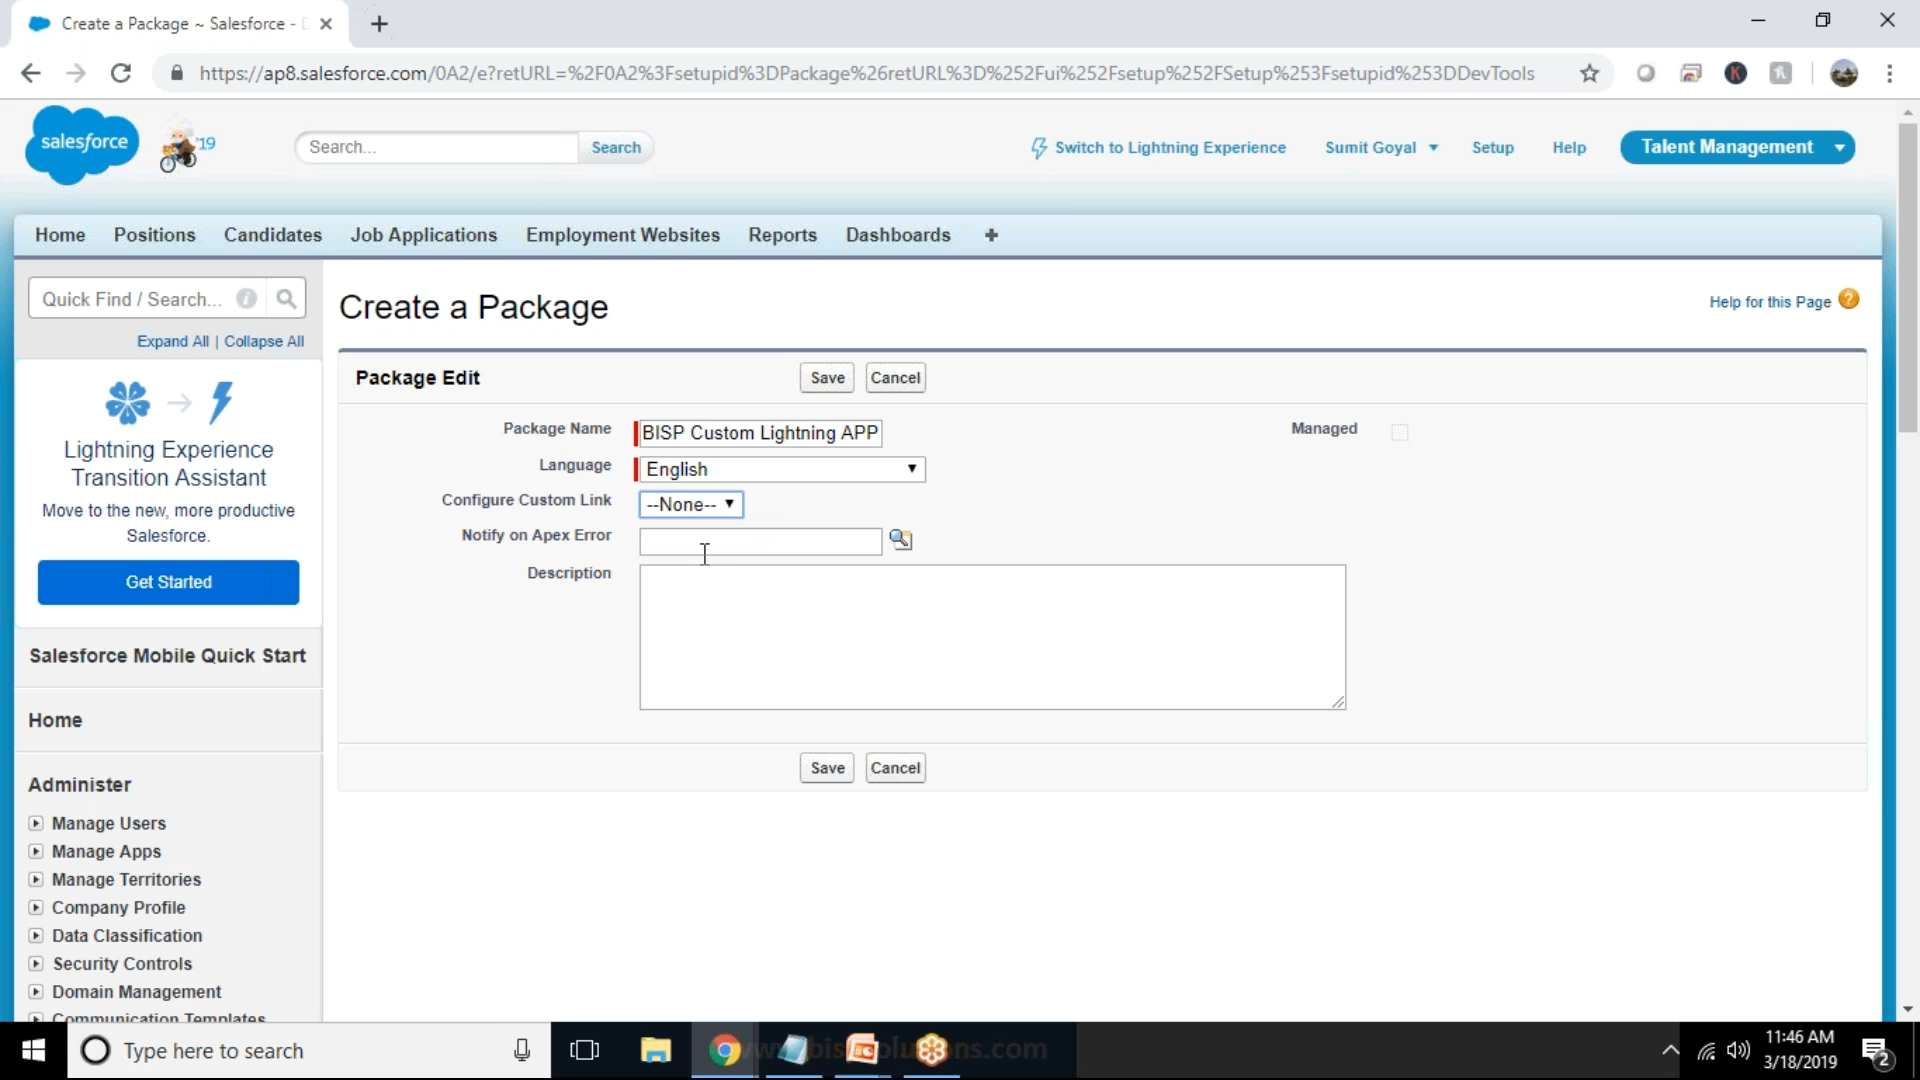 Create a Package ~ Salesforce - D
https://ap8.salesforce.com/0A2/e?retURL=%2F0A2%3Fsetupid%3DPackage%26retURL%3D%252Fui%252Fsetup%252FSetup%253Fsetupid%253DDevTools
K
salesforce
'19
Search...
Search
Switch to Lightning Experience
Sumit Goyal
Setup
Help
Talent Management
Home
Positions
Candidates
Job Applications
Employment Websites
Reports
Dashboards
Quick Find / Search...
Expand All | Collapse All
Lightning Experience
Transition Assistant
Move to the new, more productive
Salesforce.
Get Started
Salesforce Mobile Quick Start
Home
Administer
Manage Users
Manage Apps
Manage Territories
Company Profile
Data Classification
Security Controls
Domain Management
Communication Templates
Create a Package
Help for this Page
Package Edit
Save
Cancel
Package Name
BISP Custom Lightning APP
Managed
Language
English
Configure Custom Link
--None--
Notify on Apex Error
Description
Save
Cancel
Type here to search
11:46 AM
3/18/2019
2